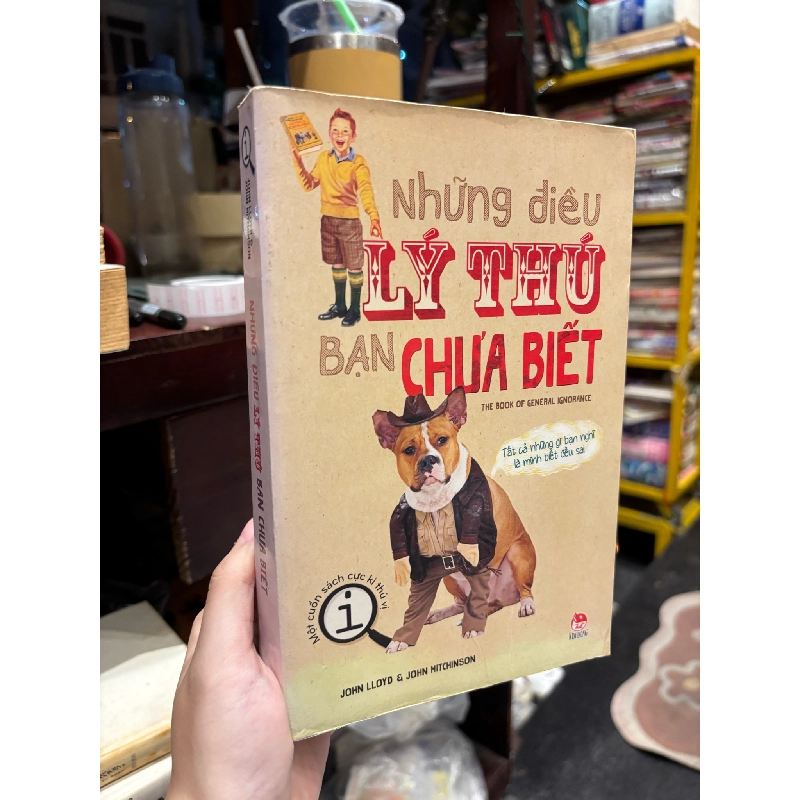 Những điều
LÝ THÚ
BẠN
CHƯA BIẾT
THE BOOK OF GENERAL IGNORANCE
Tất cả những gì bạn nghĩ
là mình biết đều sai
Một cuốn sách cực kì thú vị
i
JOHN LLOYD & JOHN MITCHINSON
KIM ĐỒNG
NHỮNG ĐIỀU LÝ THÚ BẠN CHƯA BIẾT